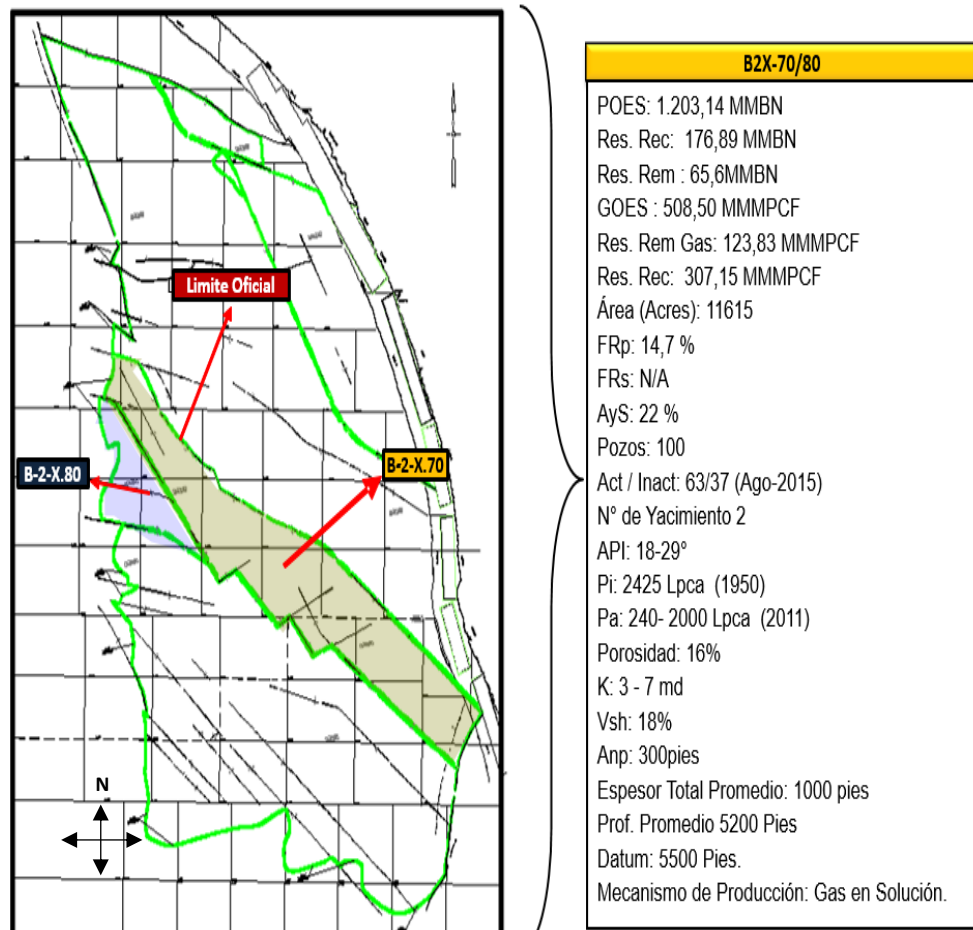 Limite Oficial
B-2-X.80
B-2-X.70
N
B2X-70/80
POES: 1.203,14 MMBN
Res. Rec:  176,89 MMBN
Res. Rem : 65,6MMBN
GOES : 508,50 MMMPCF
Res. Rem Gas: 123,83 MMMPCF
Res. Rec:  307,15 MMMPCF
Área (Acres): 11615
FRp: 14,7 %
FRs: N/A
AyS: 22 %
Pozos: 100
Act / Inact: 63/37 (Ago-2015)
N° de Yacimiento 2
API: 18-29º
Pi: 2425 Lpca  (1950)
Pa: 240- 2000 Lpca  (2011)
Porosidad: 16%
K: 3 - 7 md
Vsh: 18%
Anp: 300pies
Espesor Total Promedio: 1000 pies
Prof. Promedio 5200 Pies
Datum: 5500 Pies.
Mecanismo de Producción: Gas en Solución.